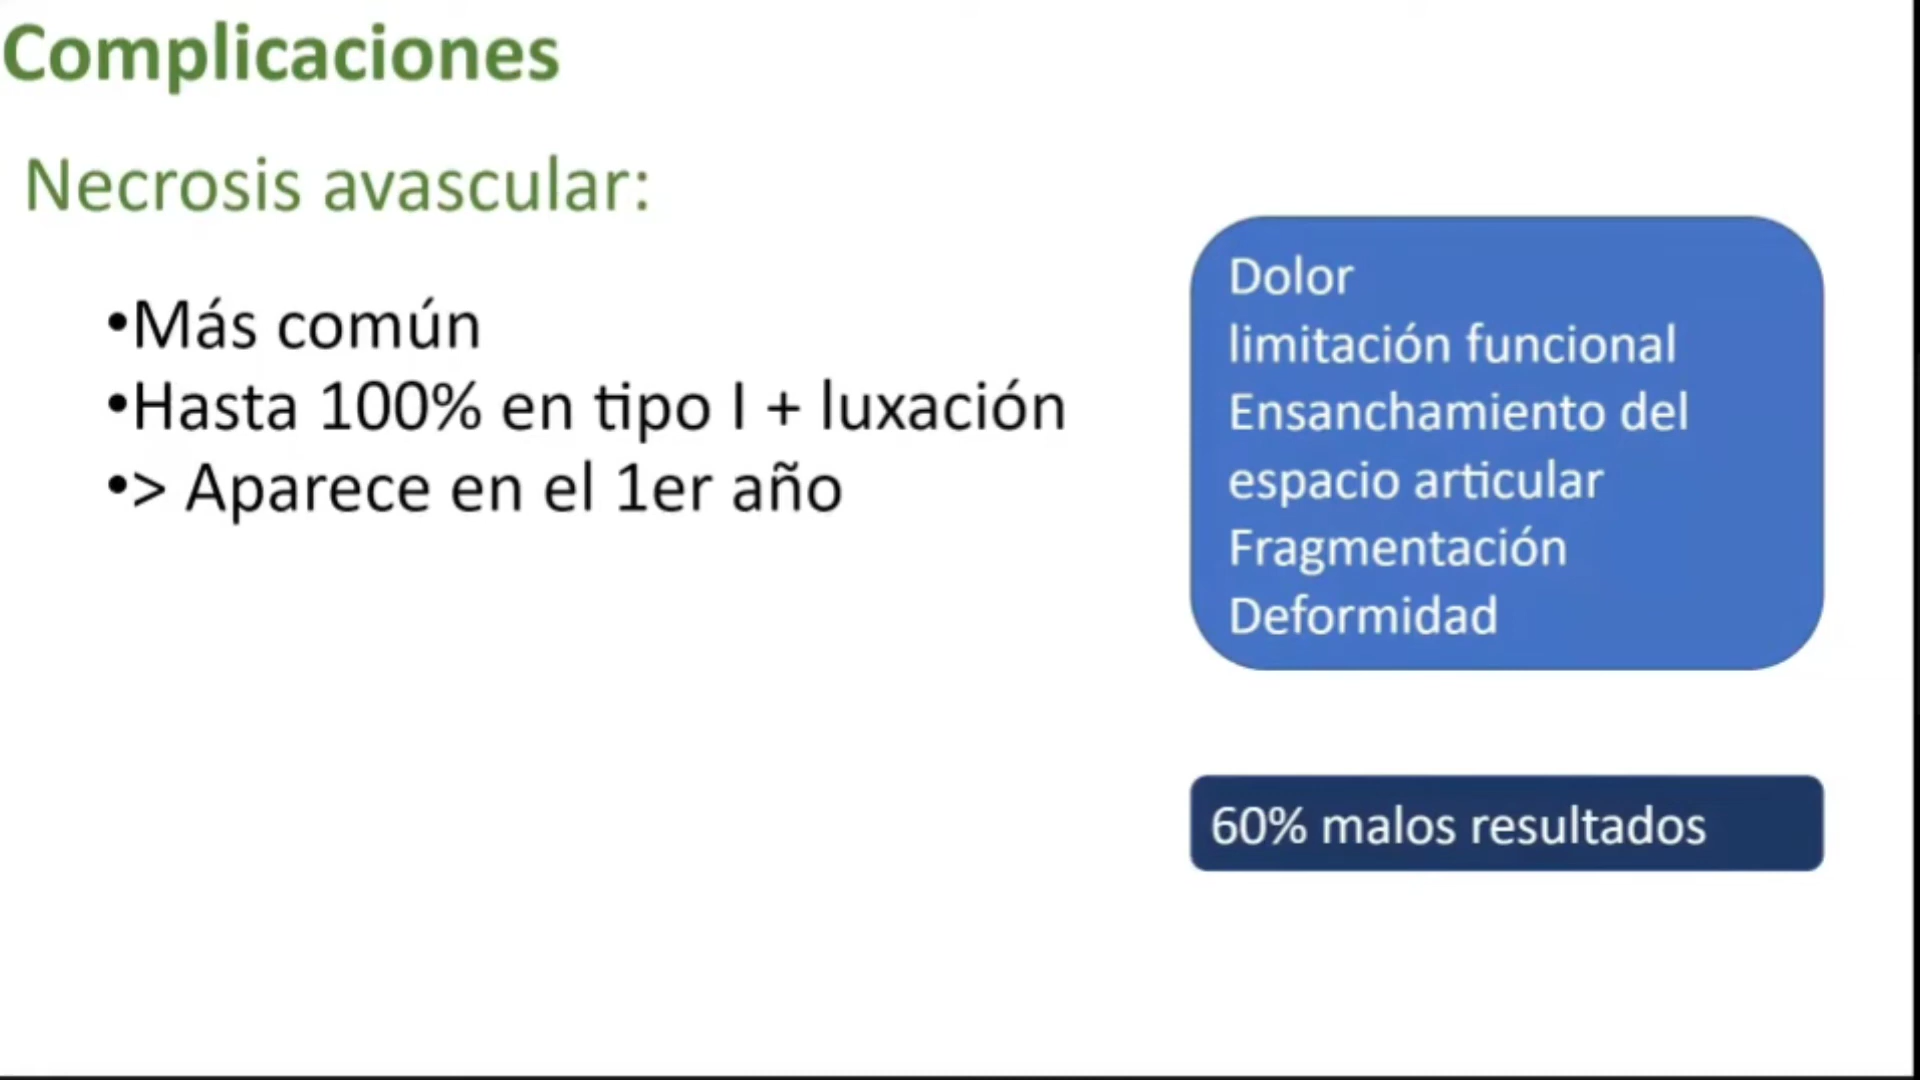 Complicaciones
Necrosis avascular:
•Más común
•Hasta 100% en tipo I + luxación
•> Aparece en el 1er año
Dolor
limitación funcional
Ensanchamiento del
espacio articular
Fragmentación
Deformidad
60% malos resultados